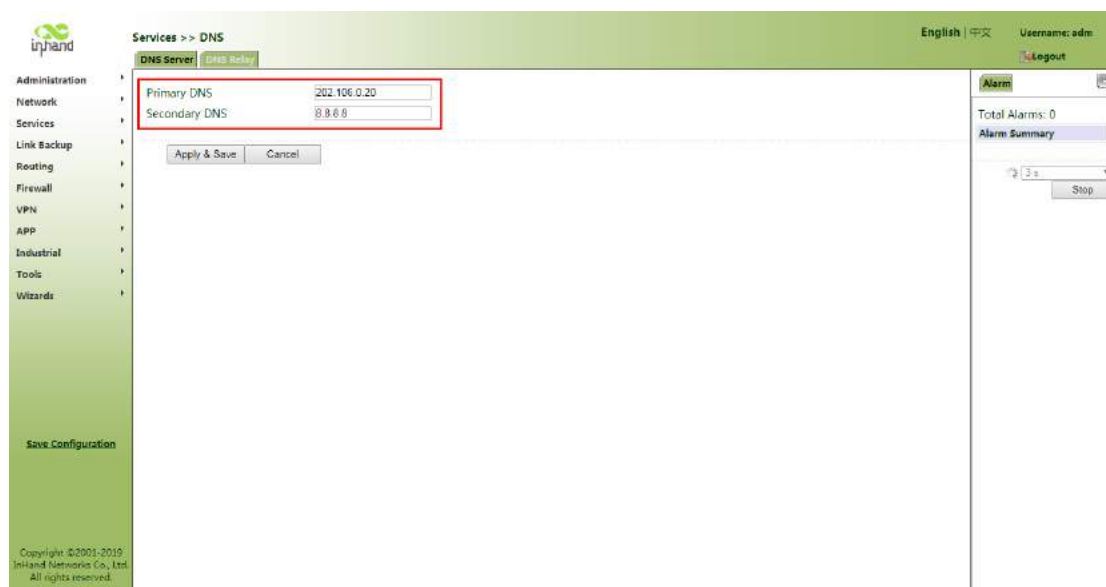 inhand
Services >> DNS
English | 中文
Username: adm
Logout
DNS Server
DNS Relay
Administration
Network
Services
Link Backup
Routing
Firewall
VPN
APP
Industrial
Tools
Wizards
Save Configuration
Copyright ©2001-2019
InHand Networks Co., Ltd.
All rights reserved.
Primary DNS 202.106.0.20
Secondary DNS 8.8.8.8
Apply & Save
Cancel
Alarm
Total Alarms: 0
Alarm Summary
3 s
Stop